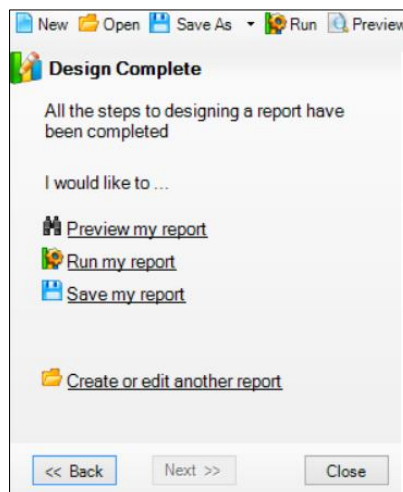 New Open Save As Run Preview
Design Complete
All the steps to designing a report have
been completed
I would like to ...
Preview my report
Run my report
Save my report
Create or edit another report
<< Back Next >> Close